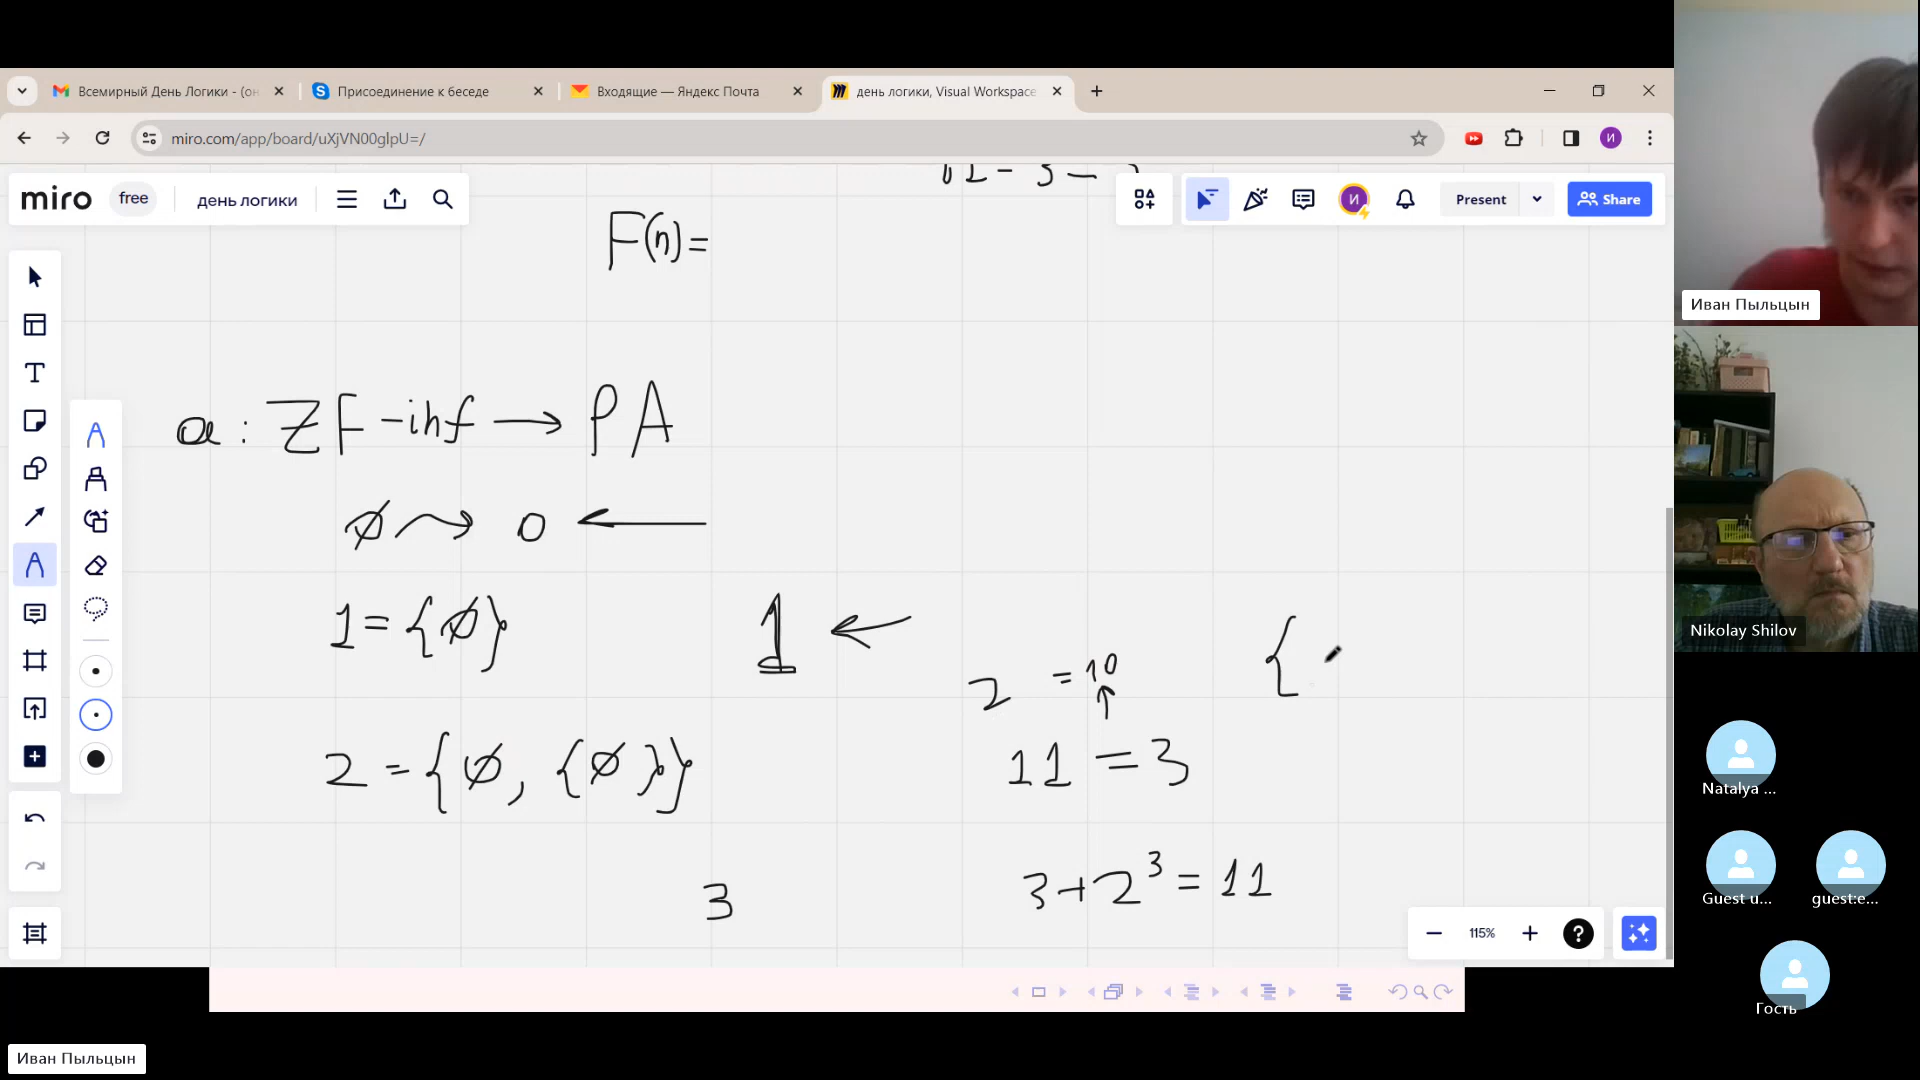 Всемирный День Логики - (он
Присоединение к беседе
Входящие — Яндекс Почта
день логики, Visual Workspace
miro.com/app/board/uXjVN00glpU=/
miro free день логики
Present
Share
F(n)=
a: ZF-inf → PA
∅ ⇝ 0 ←
1 = {∅} 1 ←
2 = 10 {
↑
2 = {∅, {∅}} 11 = 3
3 3+2³ = 11
115%
?
И
Иван Пыльцын
Nikolay Shilov
Natalya ...
Guest u...
guest:e...
Гость
Иван Пыльцын